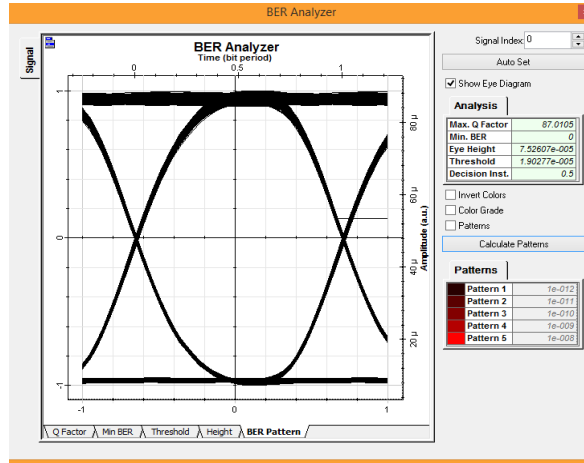 BER Analyzer
Signal
BER Analyzer
Time (bit period)
0 0.5 1
1
0
-1
80 µ
60 µ
40 µ
20 µ
Amplitude (a.u.)
-1 0 1
Q Factor Min BER Threshold Height BER Pattern
Signal Index: 0
Auto Set
Show Eye Diagram
Analysis
Max. Q Factor 87.0105
Min. BER 0
Eye Height 7.52607e-005
Threshold 1.90277e-005
Decision Inst. 0.5
Invert Colors
Color Grade
Patterns
Calculate Patterns
Patterns
Pattern 1 1e-012
Pattern 2 1e-011
Pattern 3 1e-010
Pattern 4 1e-009
Pattern 5 1e-008